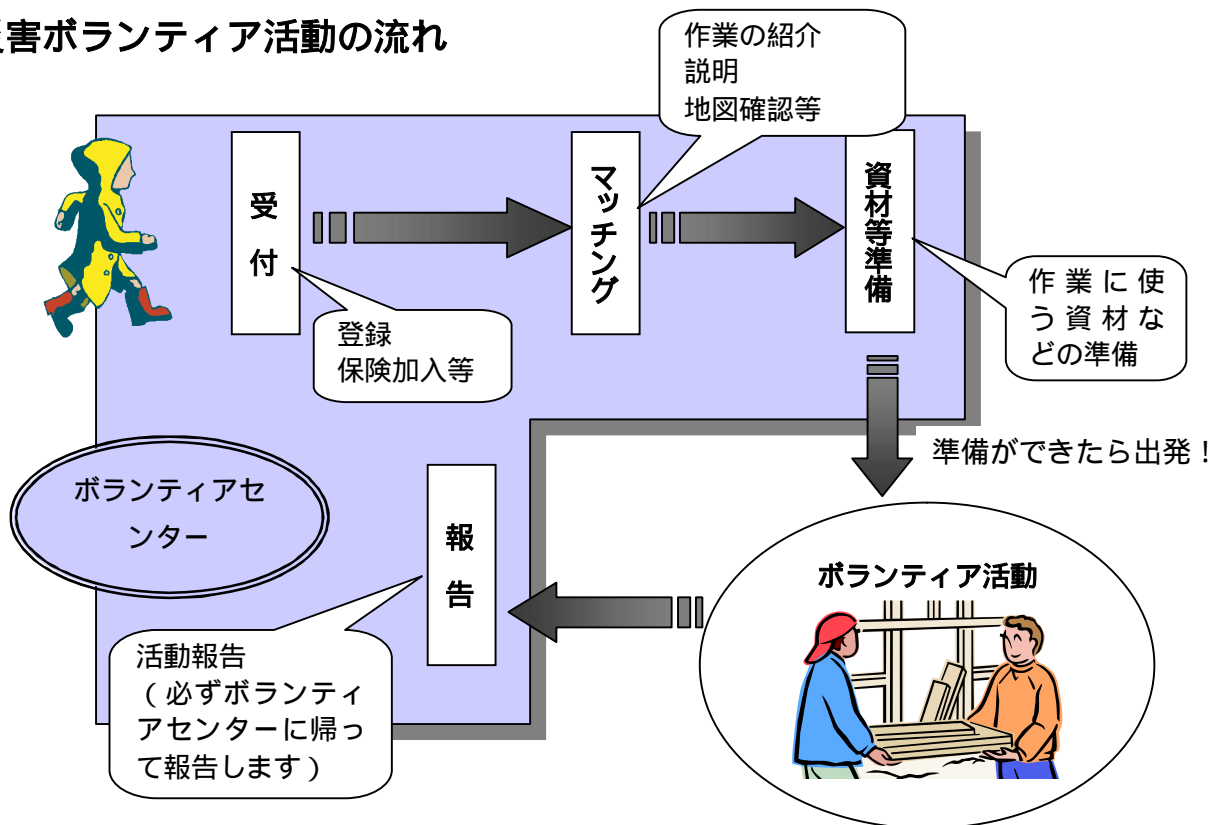 害ボランティア活動の流れ
作業の紹介
説明
地図確認等
受付
マッチング
資材等準備
登録
保険加入等
作業に使
う資材な
どの準備
準備ができたら出発！
ボランティアセ
ンター
報告
ボランティア活動
活動報告
（必ずボランティ
アセンターに帰っ
て報告します）